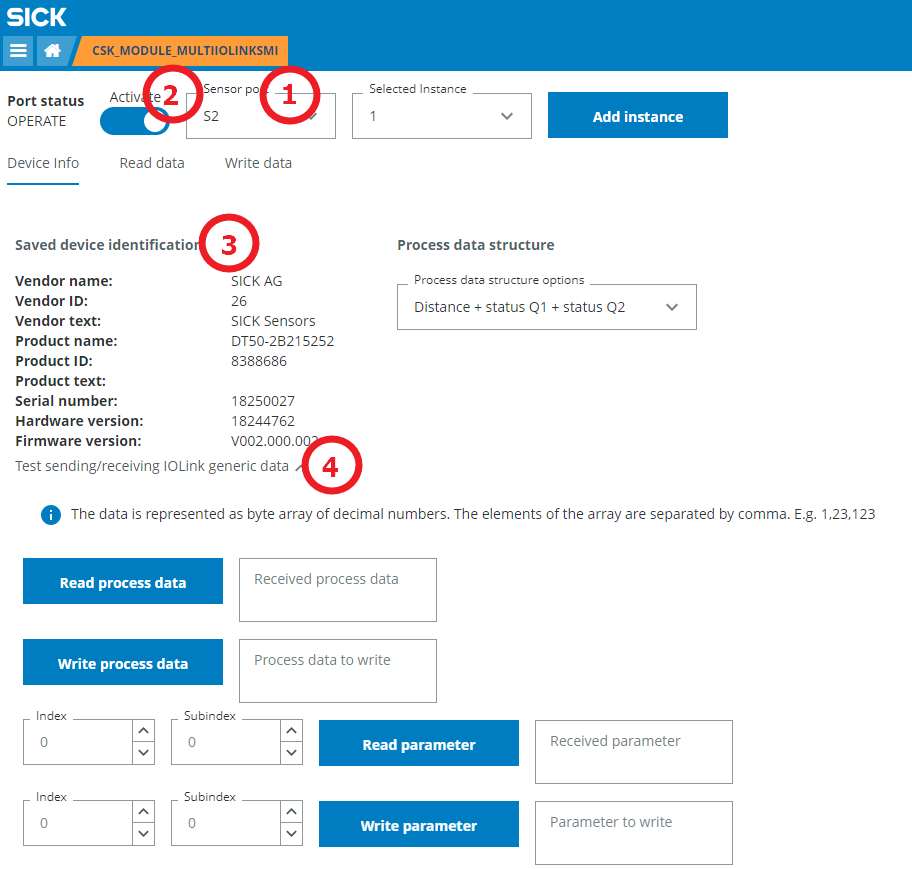 SICK
CSK_MODULE_MULTIIOLINKSMI
Port status
OPERATE
Activate
2
Sensor port
1
S2
Selected Instance
1
Add instance
Device Info Read data Write data
Saved device identification
3
Process data structure
Process data structure options
Distance + status Q1 + status Q2
Vendor name: SICK AG
Vendor ID: 26
Vendor text: SICK Sensors
Product name: DT50-2B215252
Product ID: 8388686
Product text:
Serial number: 18250027
Hardware version: 18244762
Firmware version: V002.000.002
Test sending/receiving IOLink generic data
4
The data is represented as byte array of decimal numbers. The elements of the array are separated by comma. E.g. 1,23,123
Read process data Received process data
Write process data Process data to write
Index Subindex
0 0 Read parameter Received parameter
Index Subindex
0 0 Write parameter Parameter to write